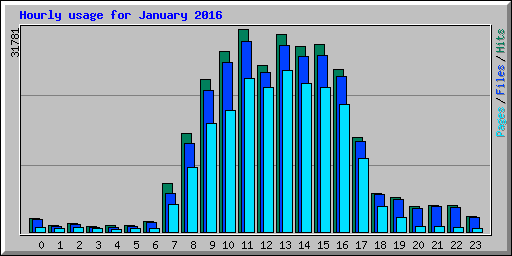 Hourly usage for January 2016
31781
Pages/Files/Hits
0 1 2 3 4 5 6 7 8 9 10 11 12 13 14 15 16 17 18 19 20 21 22 23